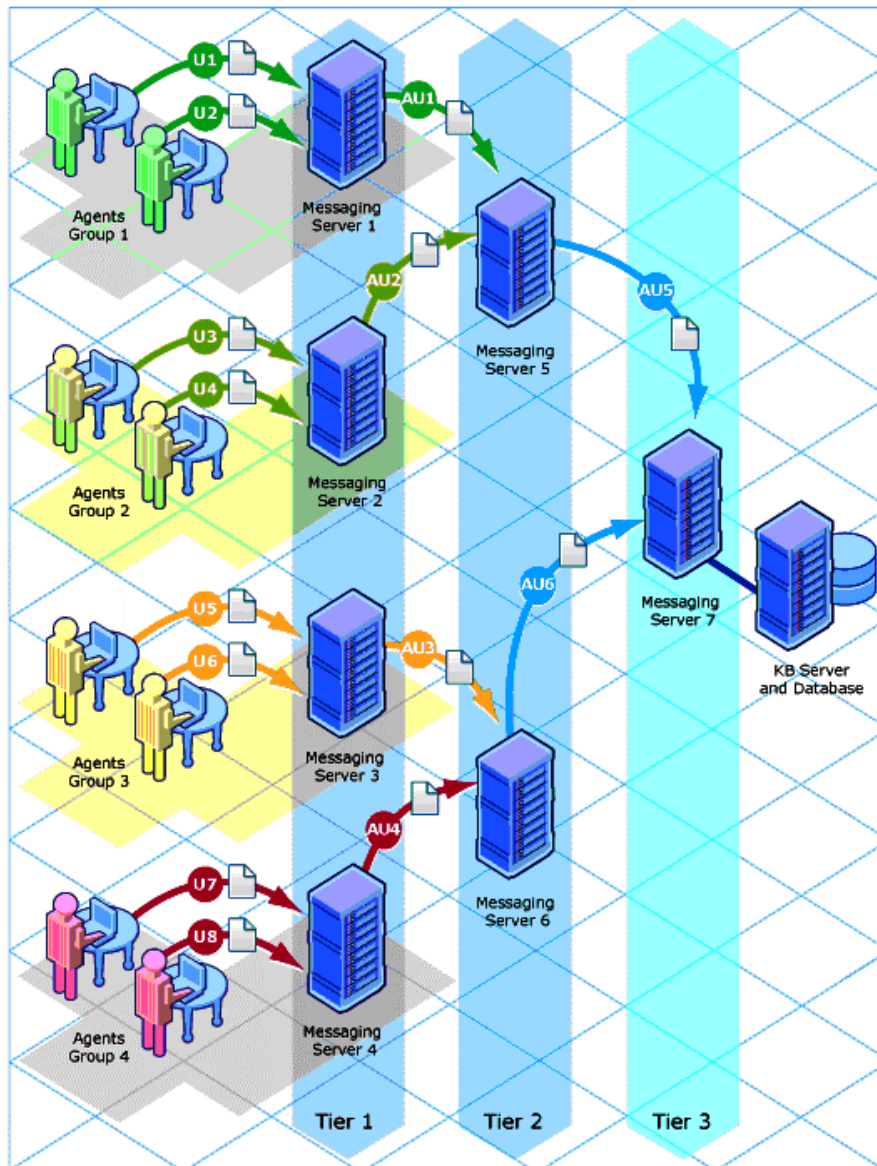 U1
U2
AU1
Agents
Group 1
Messaging
Server 1
AU2
AU5
U3
U4
Messaging
Server 5
Agents
Group 2
Messaging
Server 2
U5
U6
AU3
AU6
Messaging
Server 7
KB Server
and Database
Agents
Group 3
Messaging
Server 3
AU4
U7
U8
Messaging
Server 6
Agents
Group 4
Messaging
Server 4
Tier 1
Tier 2
Tier 3